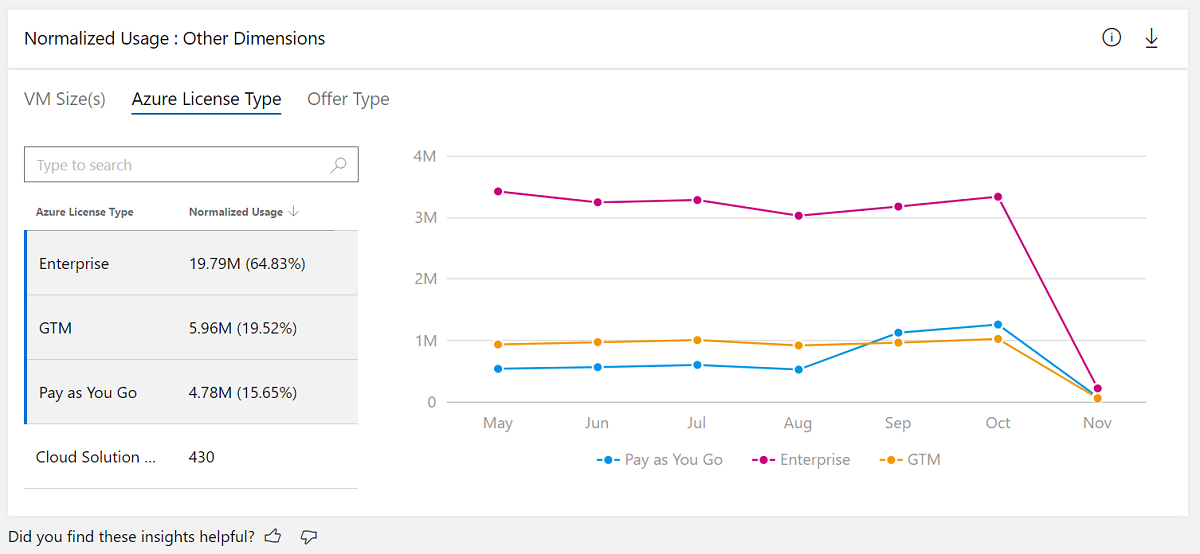 Normalized Usage : Other Dimensions
VM Size(s) Azure License Type Offer Type
Type to search
Azure License Type Normalized Usage
Enterprise 19.79M (64.83%)
GTM 5.96M (19.52%)
Pay as You Go 4.78M (15.65%)
Cloud Solution ... 430
4M
3M
2M
1M
0
May Jun Jul Aug Sep Oct Nov
Pay as You Go Enterprise GTM
Did you find these insights helpful?